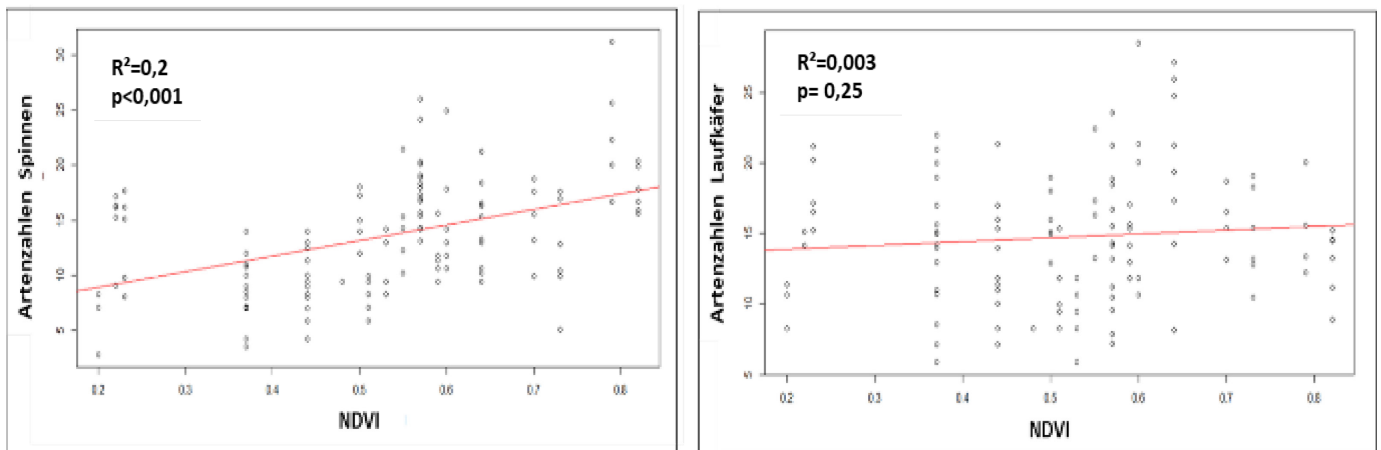 R²=0,2
p<0,001
Artenzahlen Spinnen
30
25
20
15
10
5
0.2 0.3 0.4 0.5 0.6 0.7 0.8
NDVI
R²=0,003
p= 0,25
Artenzahlen Laufkäfer
25
20
15
10
5
0.2 0.3 0.4 0.5 0.6 0.7 0.8
NDVI